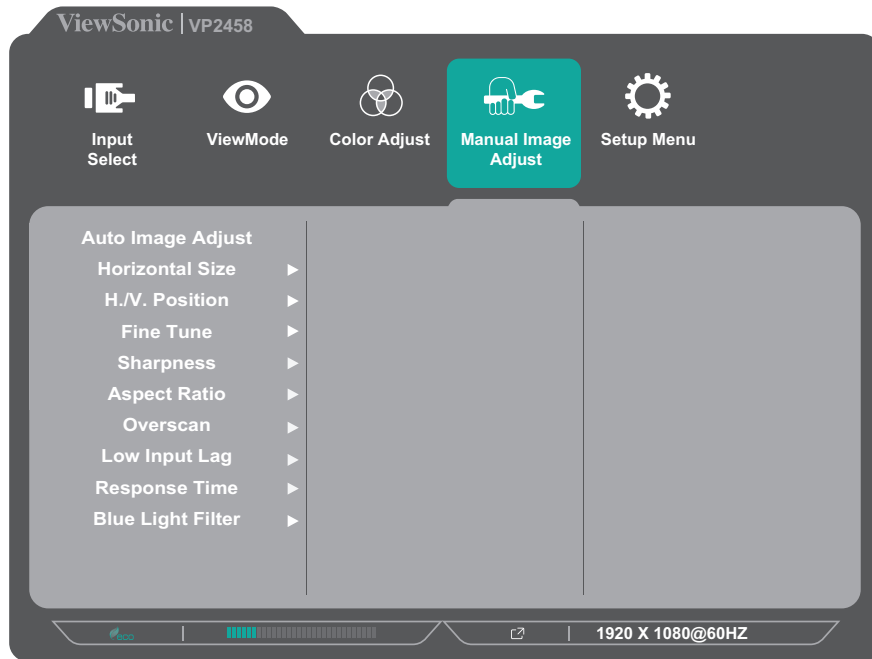 ViewSonic | VP2458
Input
Select
ViewMode
Color Adjust
Manual Image
Adjust
Setup Menu
Auto Image Adjust
Horizontal Size
H./V. Position
Fine Tune
Sharpness
Aspect Ratio
Overscan
Low Input Lag
Response Time
Blue Light Filter
eco
1920 X 1080@60HZ